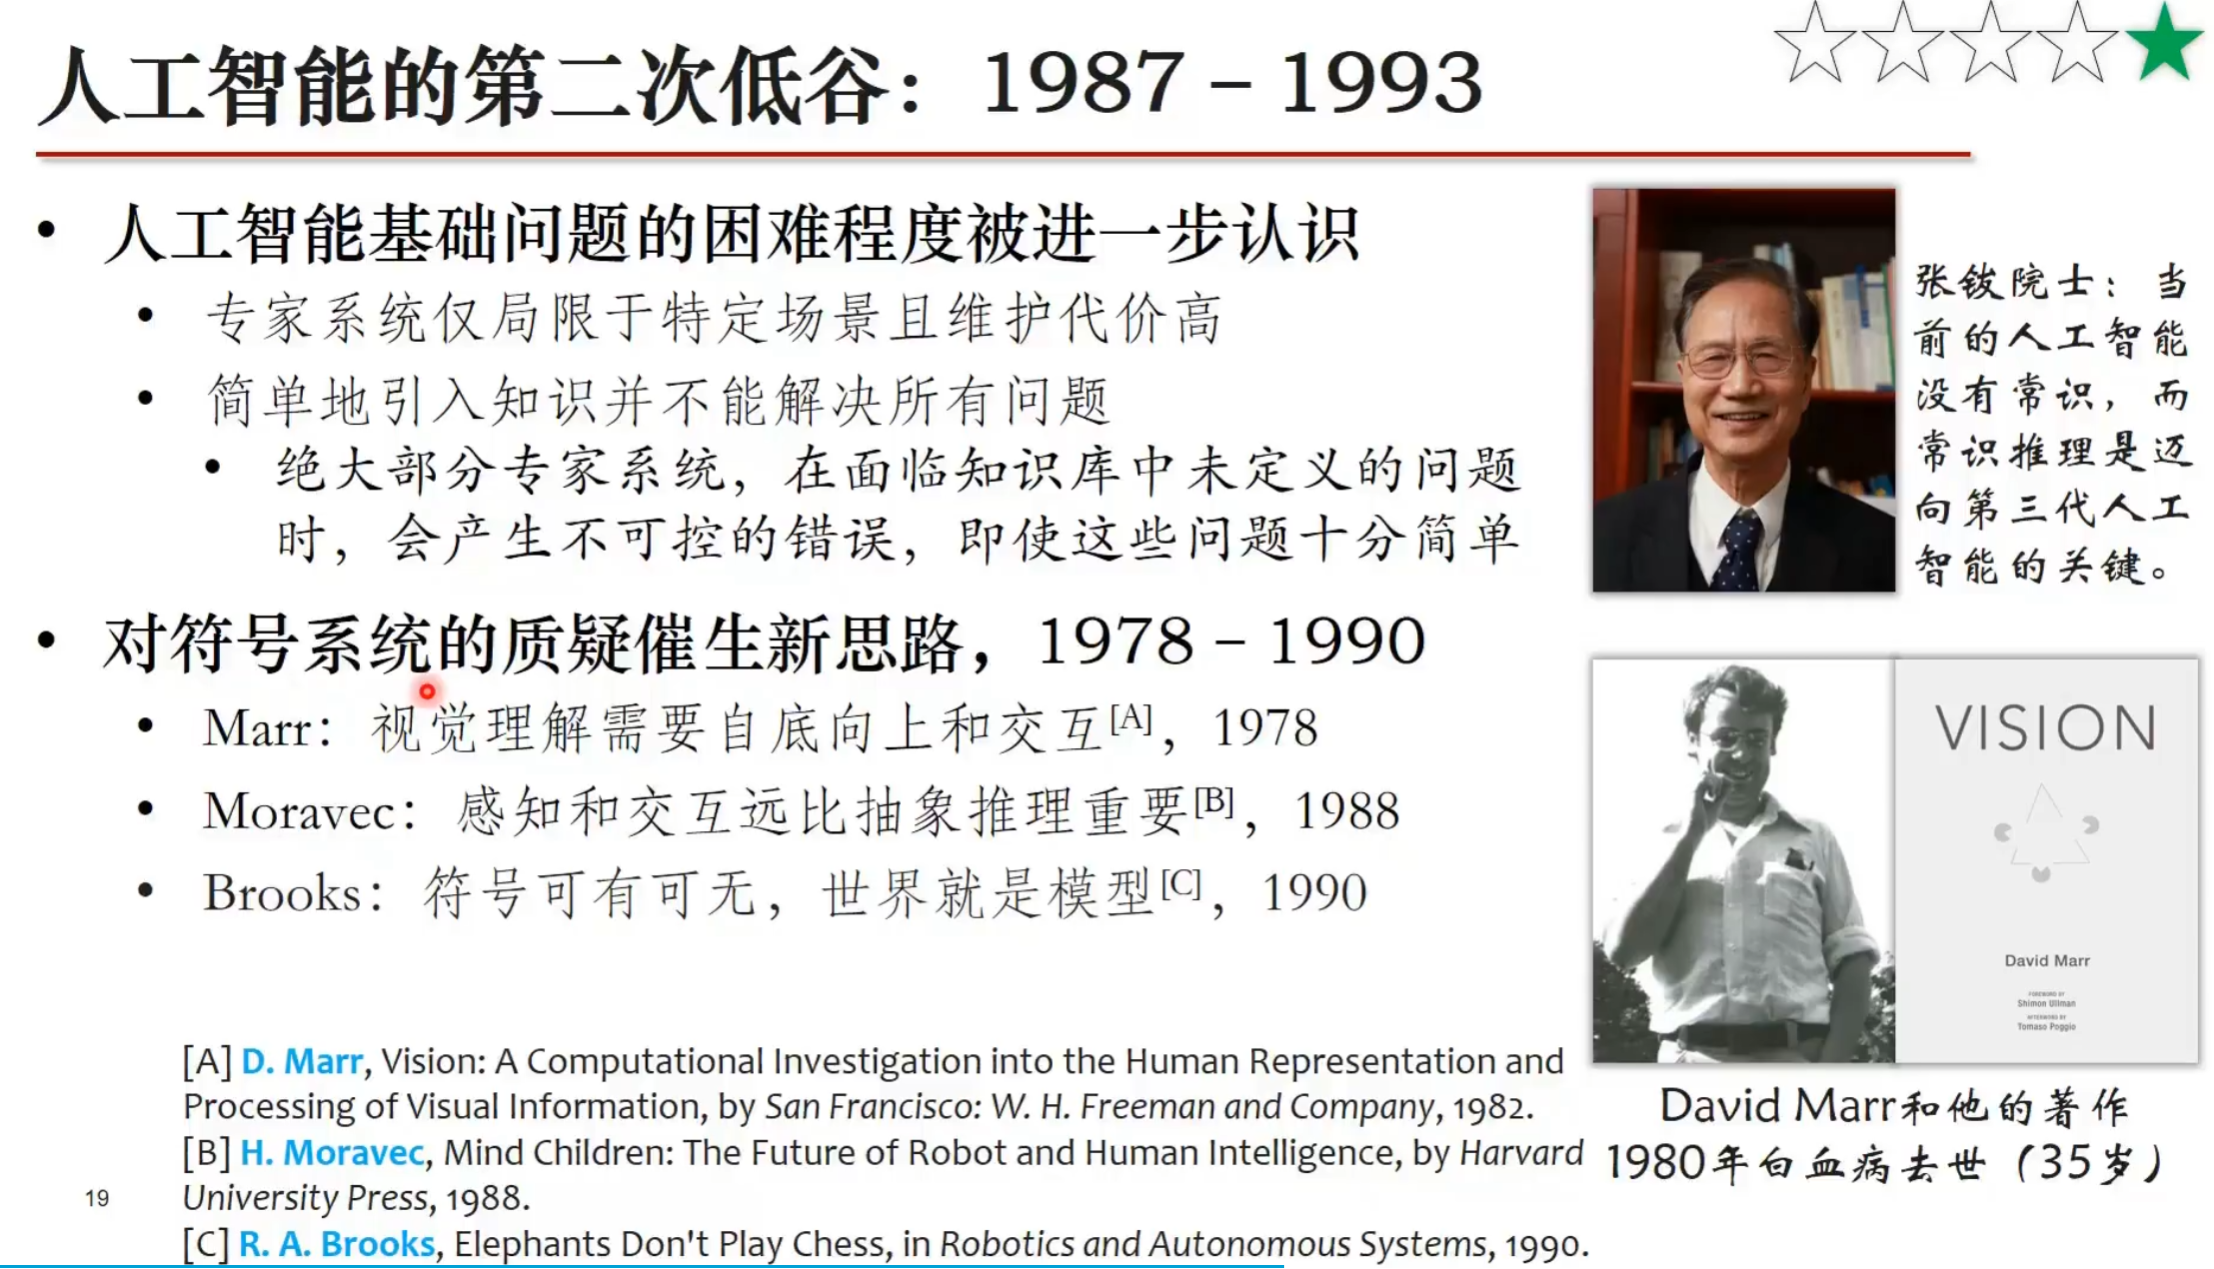 人工智能的第二次低谷：1987 – 1993
• 人工智能基础问题的困难程度被进一步认识
• 专家系统仅局限于特定场景且维护代价高
• 简单地引入知识并不能解决所有问题
• 绝大部分专家系统，在面临知识库中未定义的问题
时，会产生不可控的错误，即使这些问题十分简单
• 对符号系统的质疑催生新思路，1978 – 1990
• Marr：视觉理解需要自底向上和交互[A]，1978
• Moravec：感知和交互远比抽象推理重要[B]，1988
• Brooks：符号可有可无，世界就是模型[C]，1990
张钹院士：当
前的人工智能
没有常识，而
常识推理是迈
向第三代人工
智能的关键。
VISION
David Marr
FOREWORD BY
Shimon Ullman
AFTERWORD BY
Tomaso Poggio
David Marr和他的著作
1980年白血病去世（35岁）
[A] D. Marr, Vision: A Computational Investigation into the Human Representation and
Processing of Visual Information, by San Francisco: W. H. Freeman and Company, 1982.
[B] H. Moravec, Mind Children: The Future of Robot and Human Intelligence, by Harvard
University Press, 1988.
[C] R. A. Brooks, Elephants Don't Play Chess, in Robotics and Autonomous Systems, 1990.
19